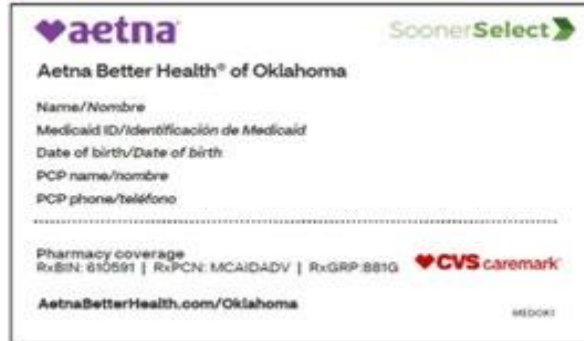 aetna
SoonerSelect
Aetna Better Health® of Oklahoma
Name/Nombre
Medicaid ID/Identificación de Medicaid
Date of birth/Date of birth
PCP name/nombre
PCP phone/teléfono
Pharmacy coverage
RxBIN: 610591 | RxPCN: MCAIDADV | RxGRP:881G
CVS caremark
AetnaBetterHealth.com/Oklahoma
MEDOK1